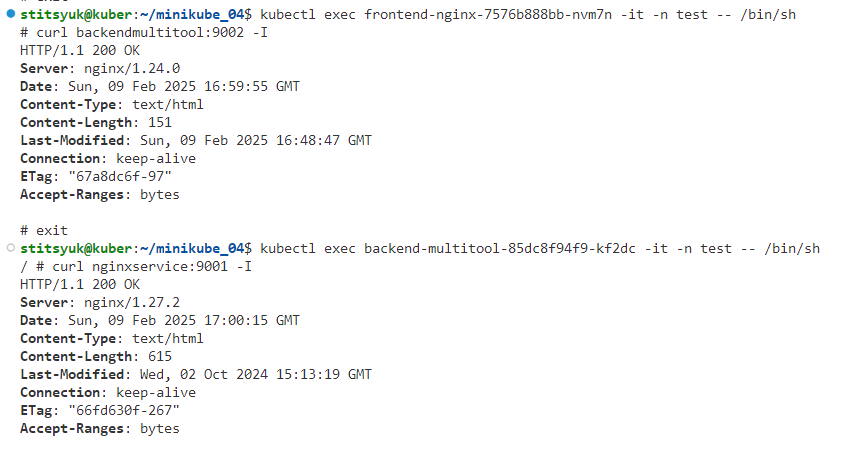 stitsyuk@kuber:~/minikube_04$ kubectl exec frontend-nginx-7576b888bb-nvm7n -it -n test -- /bin/sh
# curl backendmultitool:9002 -I
HTTP/1.1 200 OK
Server: nginx/1.24.0
Date: Sun, 09 Feb 2025 16:59:55 GMT
Content-Type: text/html
Content-Length: 151
Last-Modified: Sun, 09 Feb 2025 16:48:47 GMT
Connection: keep-alive
ETag: "67a8dc6f-97"
Accept-Ranges: bytes

# exit
stitsyuk@kuber:~/minikube_04$ kubectl exec backend-multitool-85dc8f94f9-kf2dc -it -n test -- /bin/sh
/ # curl nginxservice:9001 -I
HTTP/1.1 200 OK
Server: nginx/1.27.2
Date: Sun, 09 Feb 2025 17:00:15 GMT
Content-Type: text/html
Content-Length: 615
Last-Modified: Wed, 02 Oct 2024 15:13:19 GMT
Connection: keep-alive
ETag: "66fd630f-267"
Accept-Ranges: bytes